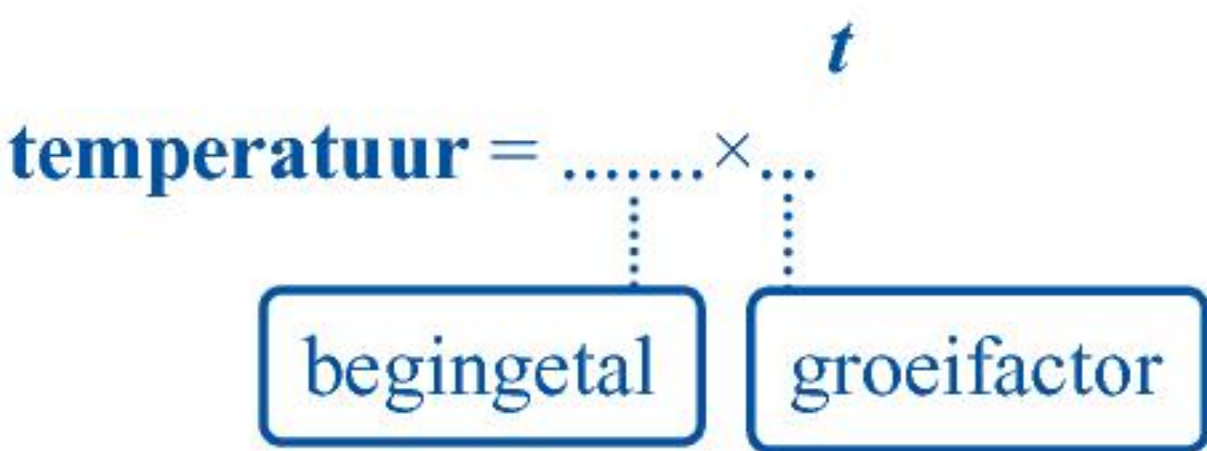 t
temperatuur = ....... × ...
begingetal groeifactor